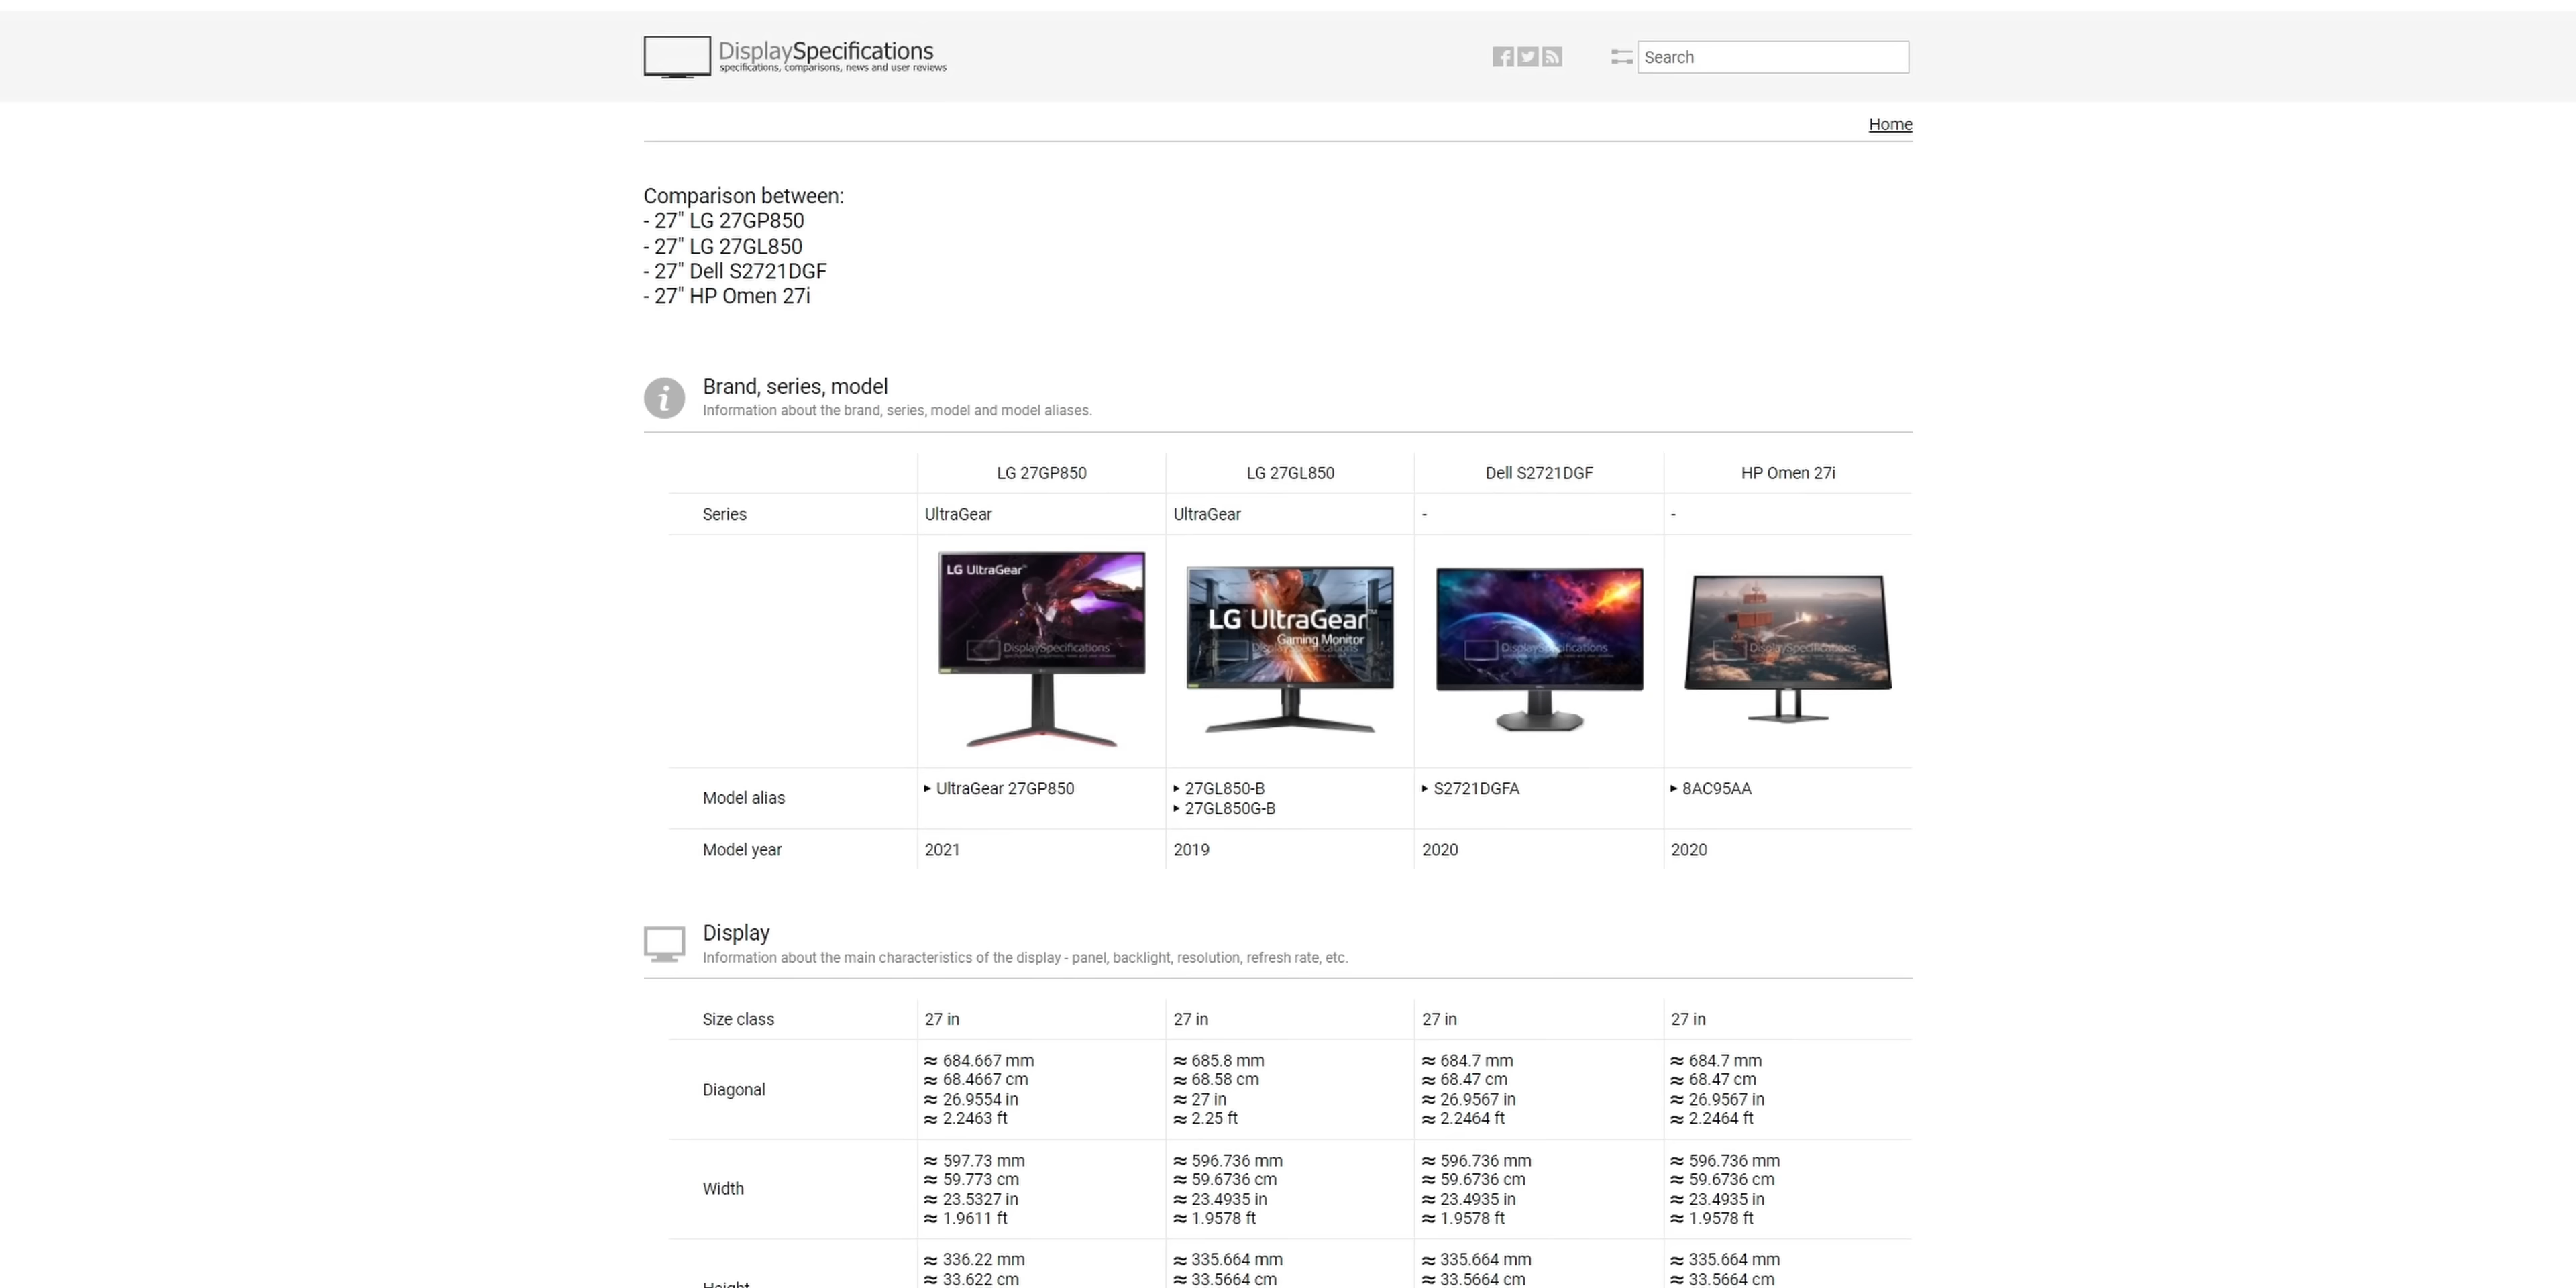 DisplaySpecifications
specifications, comparisons, news and user reviews
Search
Home
Comparison between:
- 27" LG 27GP850
- 27" LG 27GL850
- 27" Dell S2721DGF
- 27" HP Omen 27i
Brand, series, model
Information about the brand, series, model and model aliases.
LG 27GP850 LG 27GL850 Dell S2721DGF HP Omen 27i
Series UltraGear UltraGear - -
LG UltraGear™
DisplaySpecifications
LG UltraGear™
Gaming Monitor
DisplaySpecifications
DisplaySpecifications
DisplaySpecifications
Model alias
▸ UltraGear 27GP850
▸ 27GL850-B
▸ 27GL850G-B
▸ S2721DGFA
▸ 8AC95AA
Model year 2021 2019 2020 2020
Display
Information about the main characteristics of the display - panel, backlight, resolution, refresh rate, etc.
Size class 27 in 27 in 27 in 27 in
Diagonal
≈ 684.667 mm ≈ 685.8 mm ≈ 684.7 mm ≈ 684.7 mm
≈ 68.4667 cm ≈ 68.58 cm ≈ 68.47 cm ≈ 68.47 cm
≈ 26.9554 in ≈ 27 in ≈ 26.9567 in ≈ 26.9567 in
≈ 2.2463 ft ≈ 2.25 ft ≈ 2.2464 ft ≈ 2.2464 ft
Width
≈ 597.73 mm ≈ 596.736 mm ≈ 596.736 mm ≈ 596.736 mm
≈ 59.773 cm ≈ 59.6736 cm ≈ 59.6736 cm ≈ 59.6736 cm
≈ 23.5327 in ≈ 23.4935 in ≈ 23.4935 in ≈ 23.4935 in
≈ 1.9611 ft ≈ 1.9578 ft ≈ 1.9578 ft ≈ 1.9578 ft
Height
≈ 336.22 mm ≈ 335.664 mm ≈ 335.664 mm ≈ 335.664 mm
≈ 33.622 cm ≈ 33.5664 cm ≈ 33.5664 cm ≈ 33.5664 cm